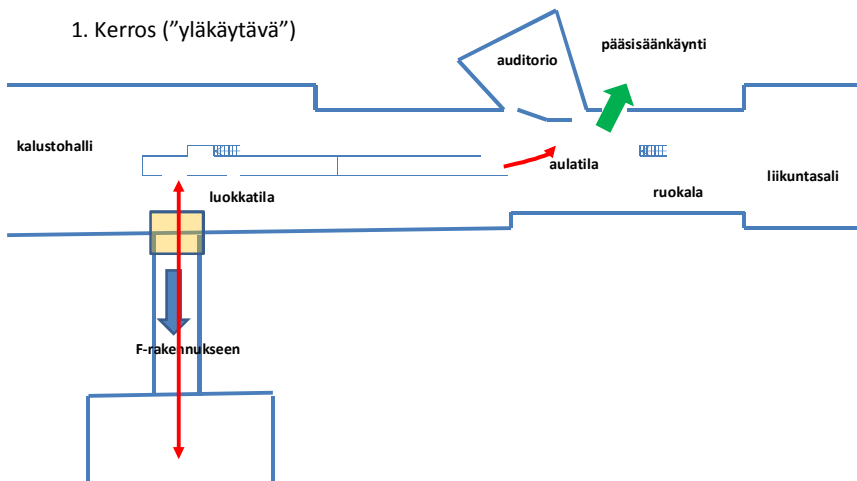 1. Kerros (”yläkäytävä”)
pääsisäänkäynti
auditorio
kalustohalli
aulatila
liikuntasali
luokkatila
ruokala
F-rakennukseen